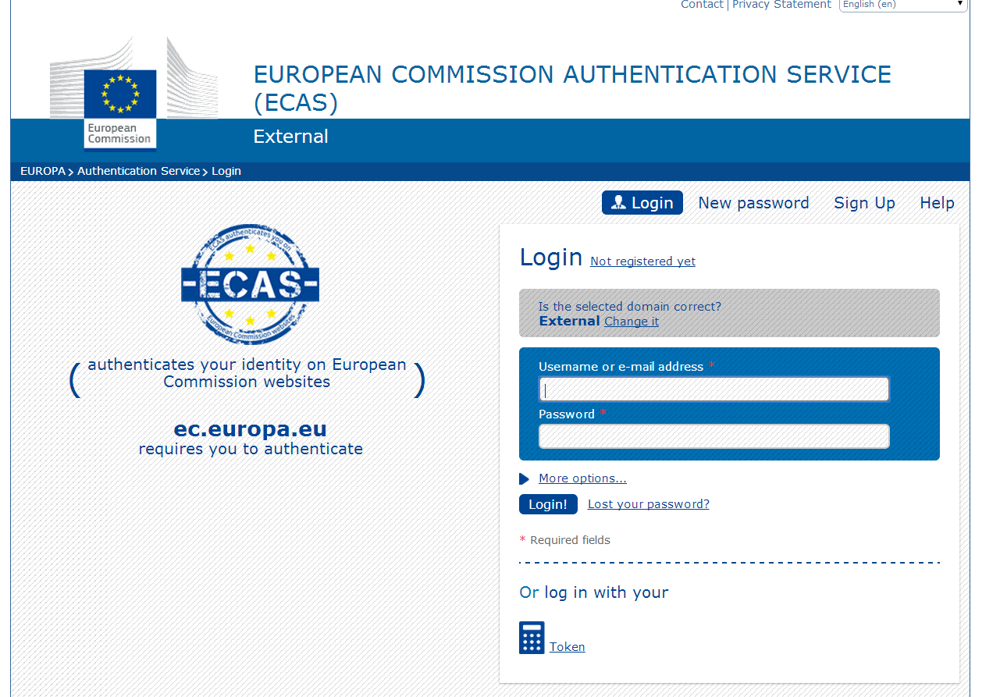 Contact | Privacy Statement English (en)
EUROPEAN COMMISSION AUTHENTICATION SERVICE
(ECAS)
European
Commission
External
EUROPA > Authentication Service > Login
Login New password Sign Up Help
ECAS authenticates you on
-ECAS-
European Commission websites
( authenticates your identity on European
Commission websites )
ec.europa.eu
requires you to authenticate
Login Not registered yet
Is the selected domain correct?
External Change it
Username or e-mail address *
Password *
More options...
Login! Lost your password?
* Required fields
Or log in with your
Token